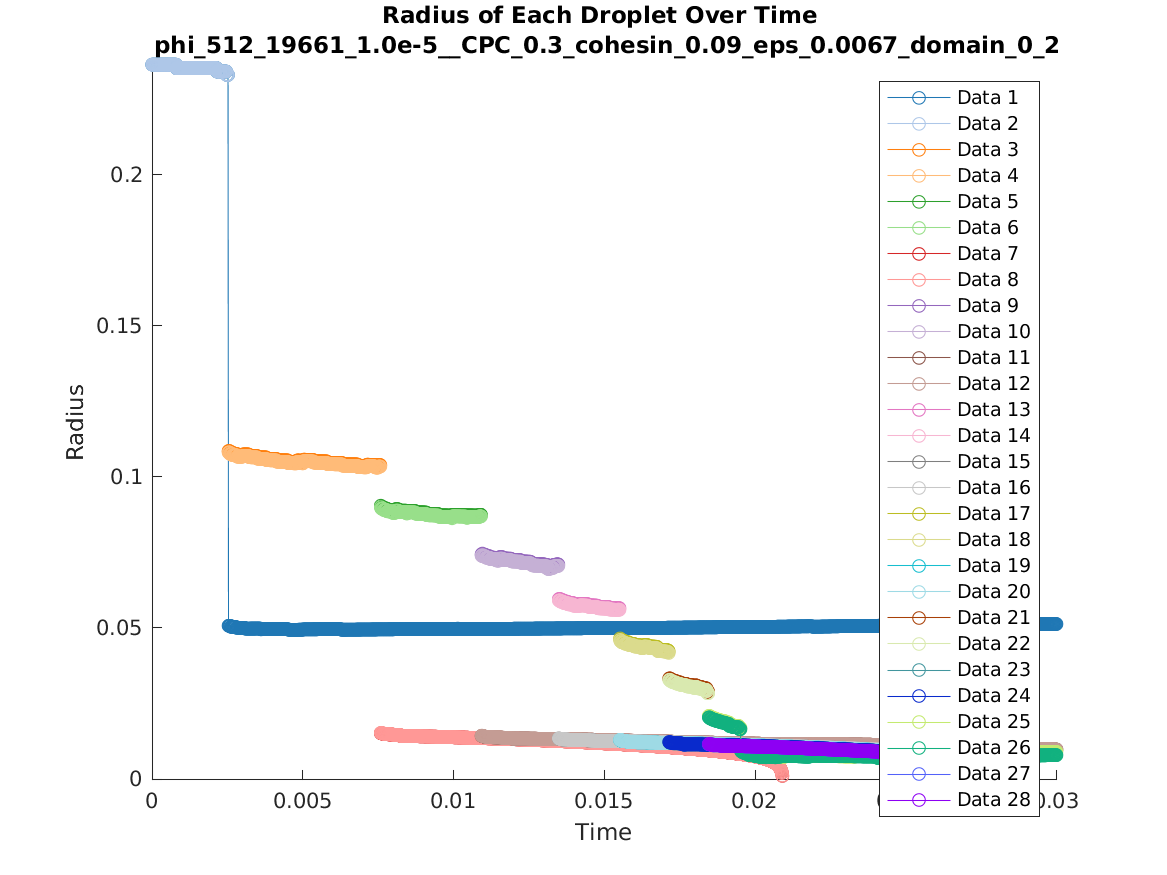 Radius of Each Droplet Over Time
phi_512_19661_1.0e-5__CPC_0.3_cohesin_0.09_eps_0.0067_domain_0_2
Radius
0.2
0.15
0.1
0.05
0
0
0.005
0.01
0.015
0.02
0.03
Time
Data 1
Data 2
Data 3
Data 4
Data 5
Data 6
Data 7
Data 8
Data 9
Data 10
Data 11
Data 12
Data 13
Data 14
Data 15
Data 16
Data 17
Data 18
Data 19
Data 20
Data 21
Data 22
Data 23
Data 24
Data 25
Data 26
Data 27
Data 28